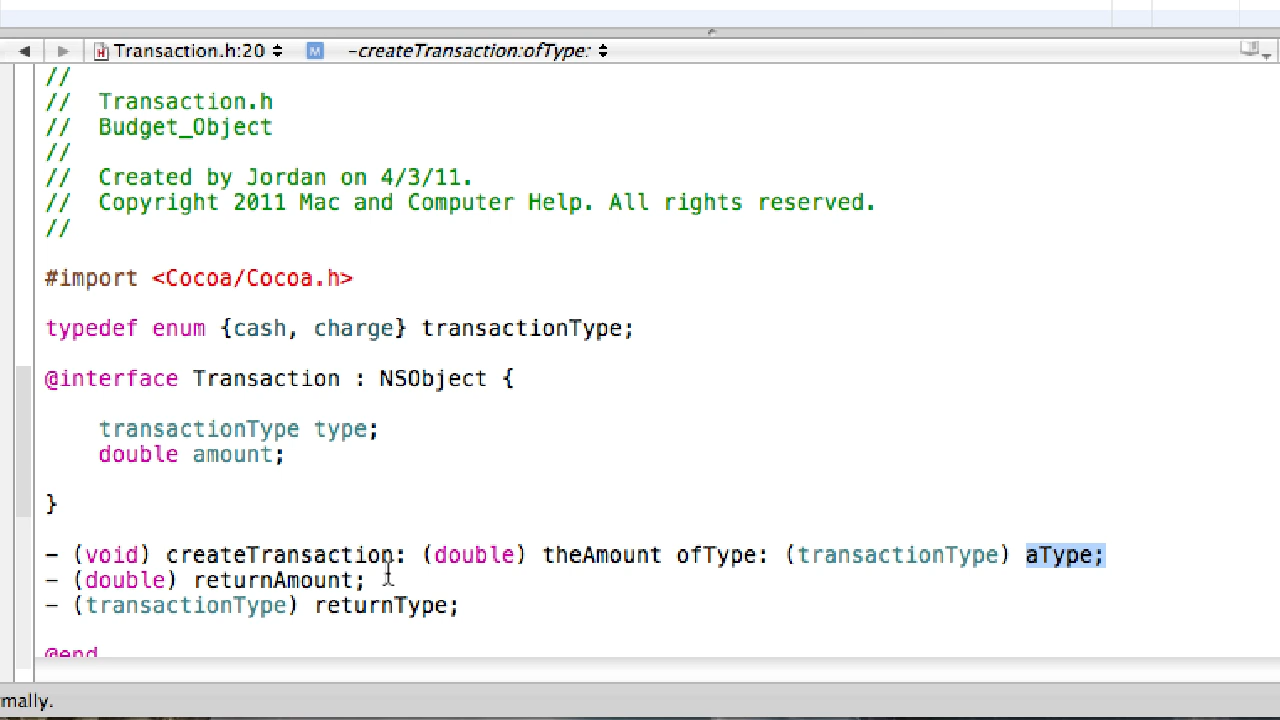 Transaction.h:20 M -createTransaction:ofType:
//
// Transaction.h
// Budget_Object
//
// Created by Jordan on 4/3/11.
// Copyright 2011 Mac and Computer Help. All rights reserved.
//
#import <Cocoa/Cocoa.h>
typedef enum {cash, charge} transactionType;
@interface Transaction : NSObject {
transactionType type;
double amount;
}
- (void) createTransaction: (double) theAmount ofType: (transactionType) aType;
- (double) returnAmount;
- (transactionType) returnType;
@end
mally.